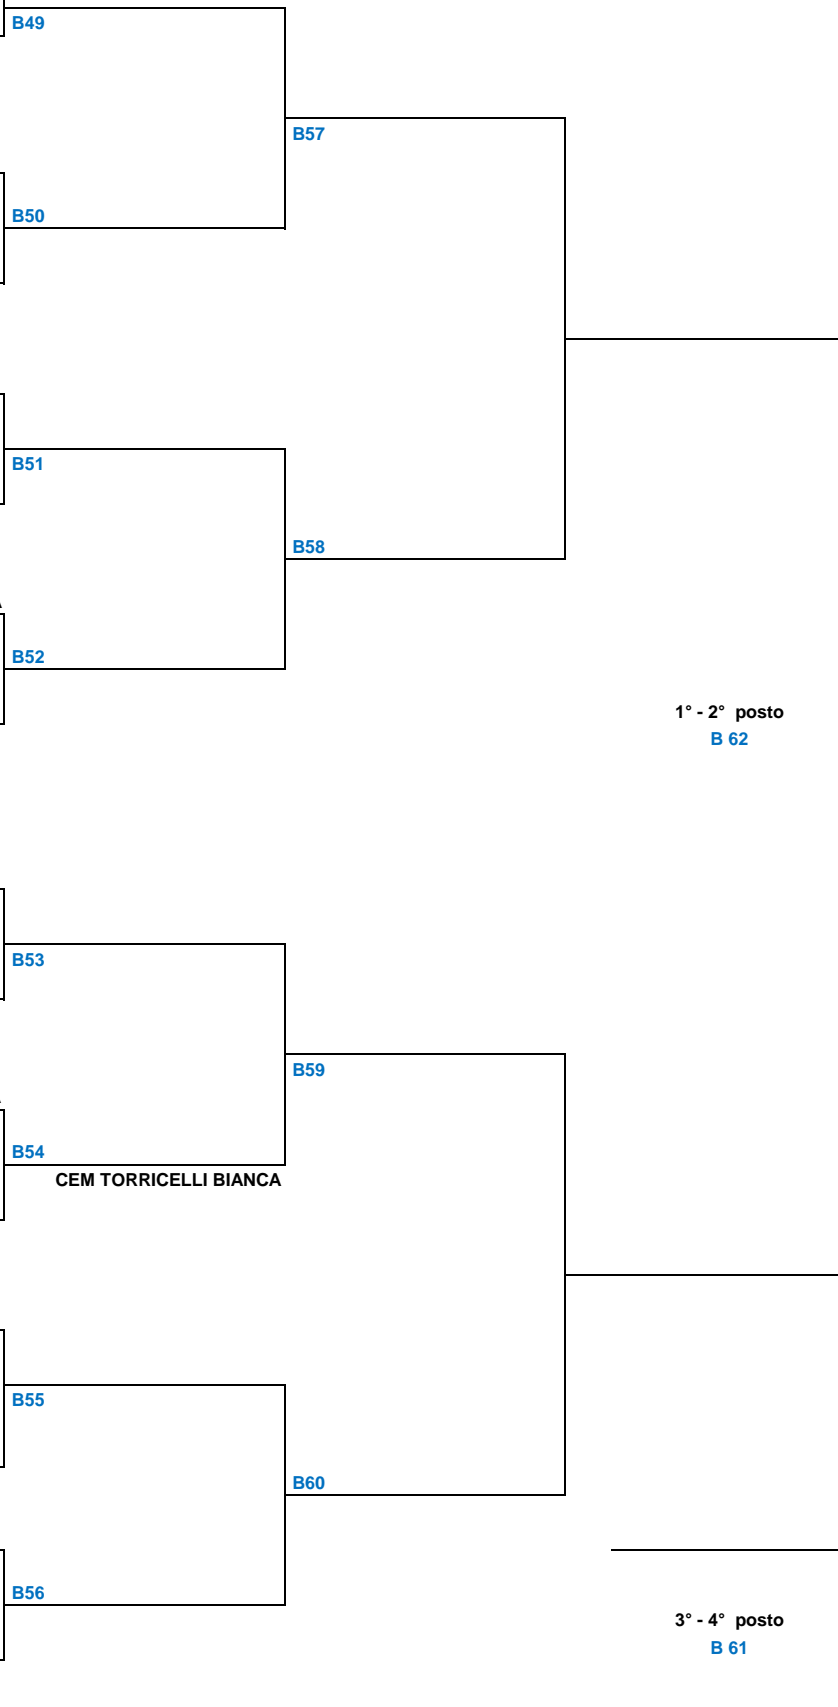 B49
B57
B50
B51
B58
B52
1° - 2° posto
B 62
B53
B59
B54
CEM TORRICELLI BIANCA
B55
B60
B56
3° - 4° posto
B 61